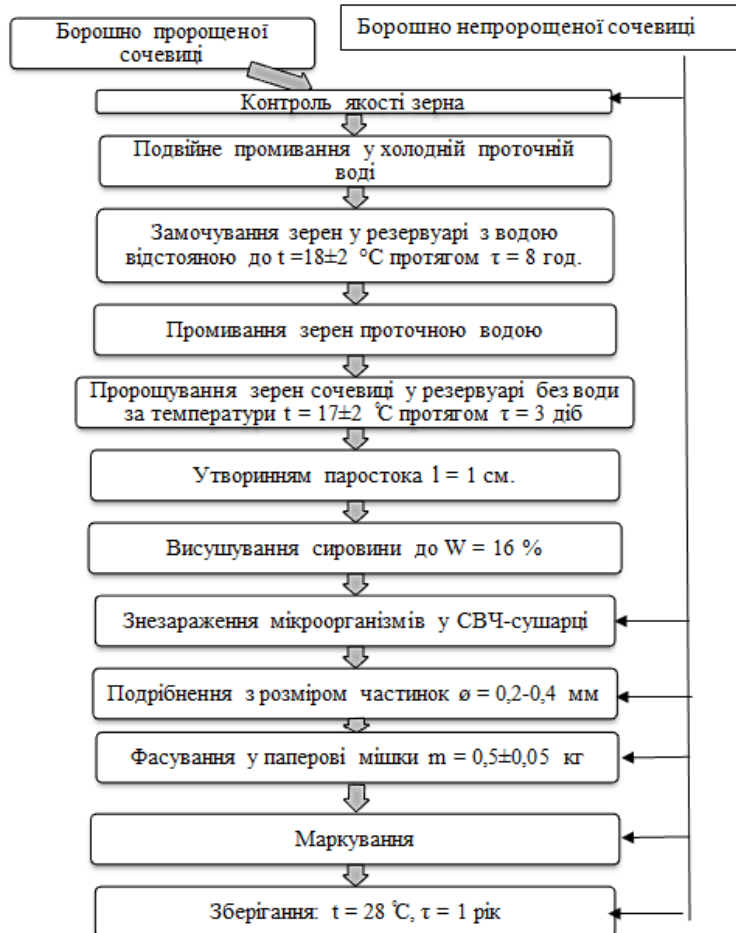 Борошно пророщеної
сочевиці
Борошно непророщеної сочевиці
Контроль якості зерна
Подвійне промивання у холодній проточній
воді
Замочування зерен у резервуарі з водою
відстояною до t =18±2 °С протягом τ = 8 год.
Промивання зерен проточною водою
Пророщування зерен сочевиці у резервуарі без води
за температури t = 17±2 ℃ протягом τ = 3 діб
Утворинням паростока l = 1 см.
Висушування сировини до W = 16 %
Знезараження мікроорганізмів у СВЧ-сушарці
Подрібнення з розміром частинок ø = 0,2-0,4 мм
Фасування у паперові мішки m = 0,5±0,05 кг
Маркування
Зберігання: t = 28 ℃, τ = 1 рік